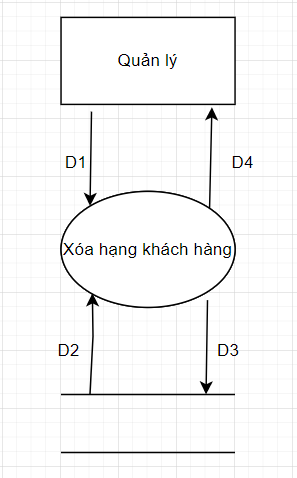 Quản lý
D1
D4
Xóa hạng khách hàng
D2
D3